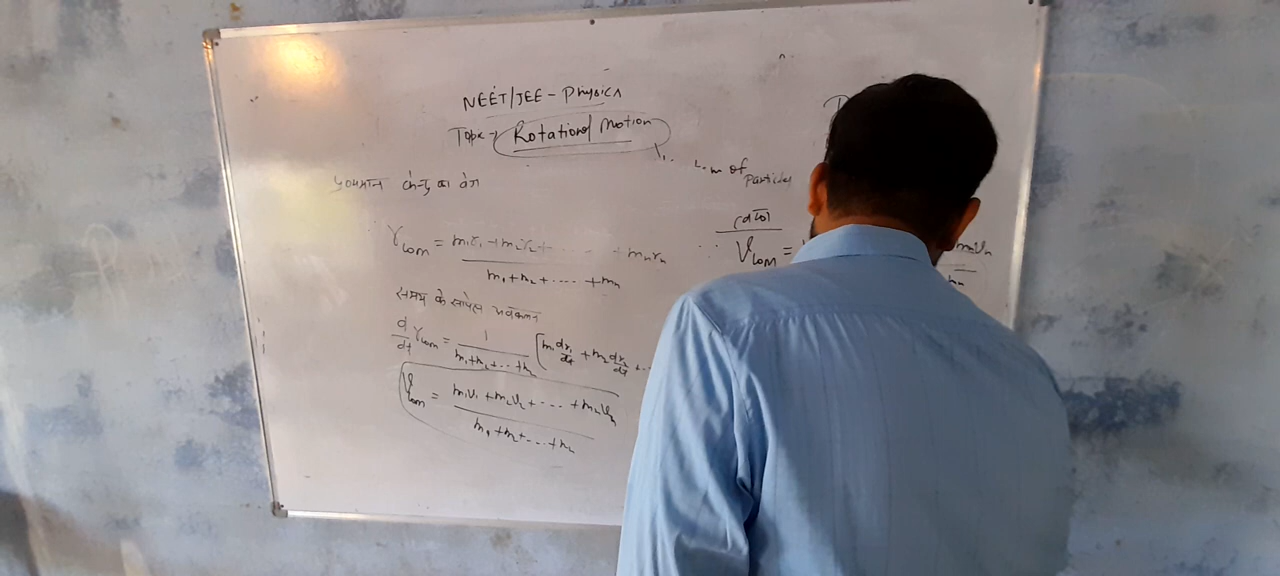 NEET/JEE - Physics
Topic → Rotational Motion
द्रव्यमान केन्द्र का वेग
r_com = m₁r₁ + m₂r₂ + ...... + mₙrₙ
m₁ + m₂ + .... + mₙ
समय के सापेक्ष अवकलन
d/dt r_com = 1/(m₁+m₂+...+mₙ) [m₁ dr₁/dt + m₂ dr₂/dt + ..
V_com = m₁v₁ + m₂v₂ + ... + mₙvₙ
m₁ + m₂ + ... + mₙ
of Particles
V_com =
mₙvₙ